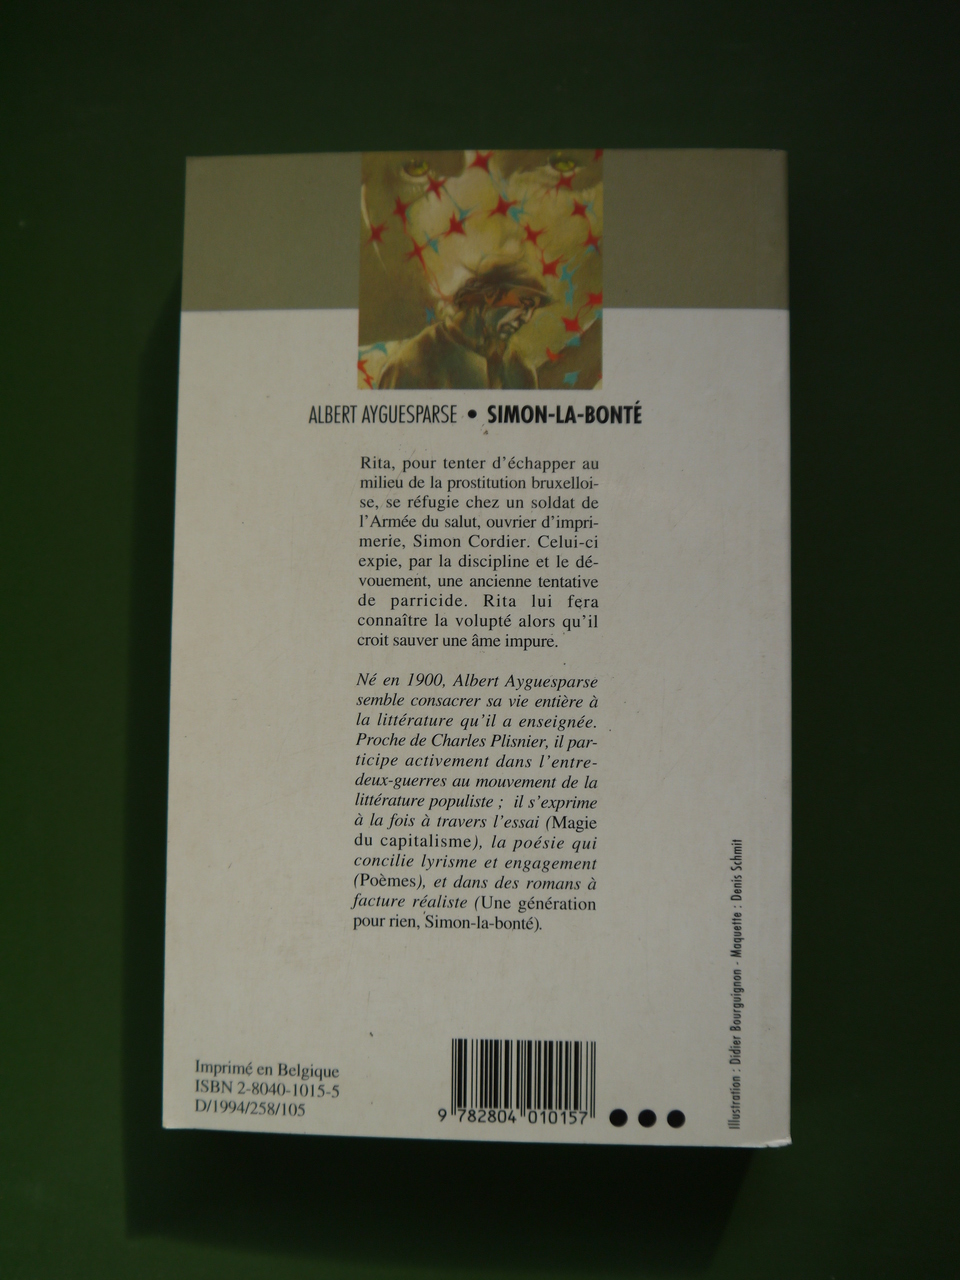 ALBERT AYGUESPARSE • SIMON-LA-BONTÉ
Rita, pour tenter d'échapper au
milieu de la prostitution bruxelloi-
se, se réfugie chez un soldat de
l'Armée du salut, ouvrier d'impri-
merie, Simon Cordier. Celui-ci
expie, par la discipline et le dé-
vouement, une ancienne tentative
de parricide. Rita lui fera
connaître la volupté alors qu'il
croit sauver une âme impure.
Né en 1900, Albert Ayguesparse
semble consacrer sa vie entière à
la littérature qu'il a enseignée.
Proche de Charles Plisnier, il par-
ticipe activement dans l'entre-
deux-guerres au mouvement de la
littérature populiste ; il s'exprime
à la fois à travers l'essai (Magie
du capitalisme), la poésie qui
concilie lyrisme et engagement
(Poèmes), et dans des romans à
facture réaliste (Une génération
pour rien, Simon-la-bonté).
Imprimé en Belgique
ISBN 2-8040-1015-5
D/1994/258/105
9 782804 010157
Illustration : Didier Bourguignon - Maquette : Denis Schmit